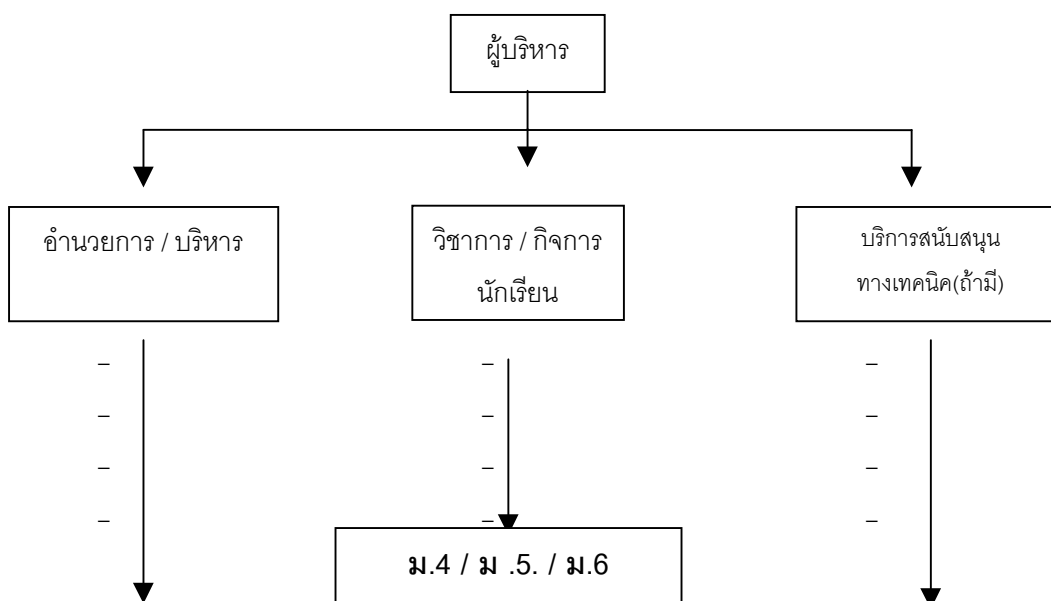 ผู้บริหาร
อำนวยการ / บริหาร
วิชาการ / กิจการ
นักเรียน
บริการสนับสนุน
ทางเทคนิค(ถ้ามี)
– – –
– – –
– – –
– – –
ม.4 / ม .5. / ม.6